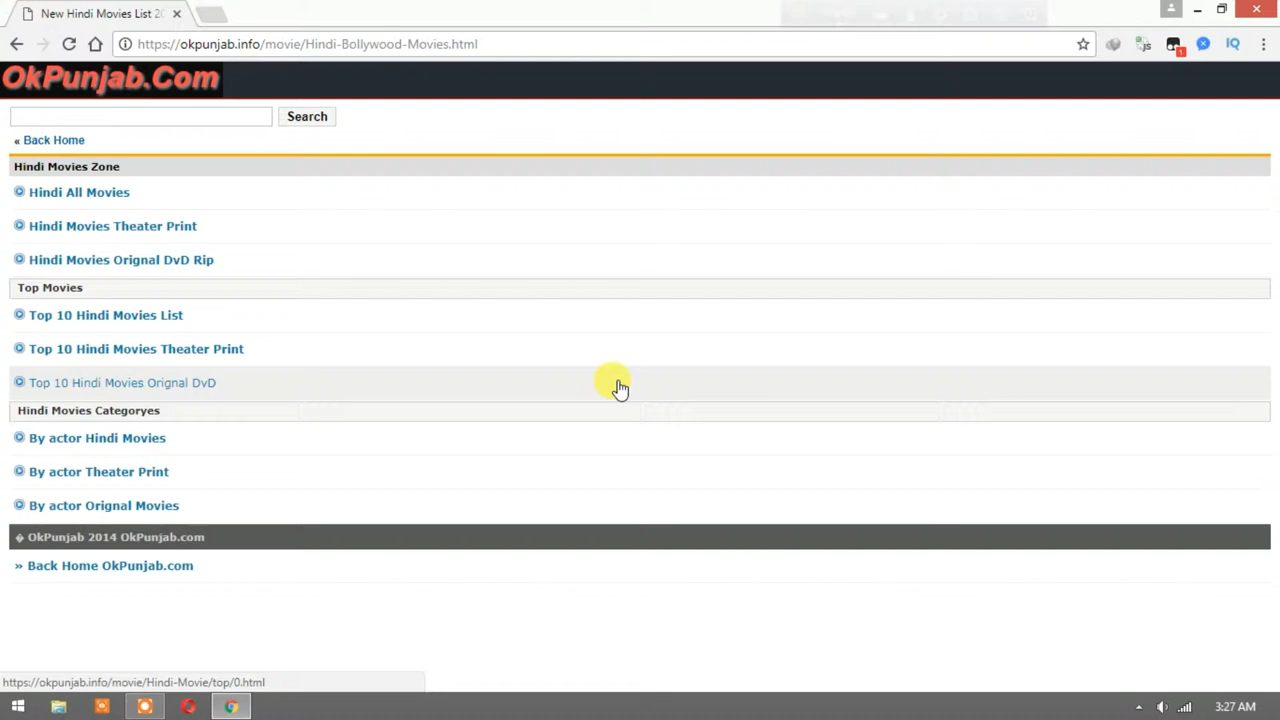 New Hindi Movies List 20
https://okpunjab.info/movie/Hindi-Bollywood-Movies.html
js
1
IQ
OkPunjab.Com
Search
« Back Home
Hindi Movies Zone
Hindi All Movies
Hindi Movies Theater Print
Hindi Movies Orignal DvD Rip
Top Movies
Top 10 Hindi Movies List
Top 10 Hindi Movies Theater Print
Top 10 Hindi Movies Orignal DvD
Hindi Movies Categoryes
By actor Hindi Movies
By actor Theater Print
By actor Orignal Movies
� OkPunjab 2014 OkPunjab.com
» Back Home OkPunjab.com
https://okpunjab.info/movie/Hindi-Movie/top/0.html
3:27 AM